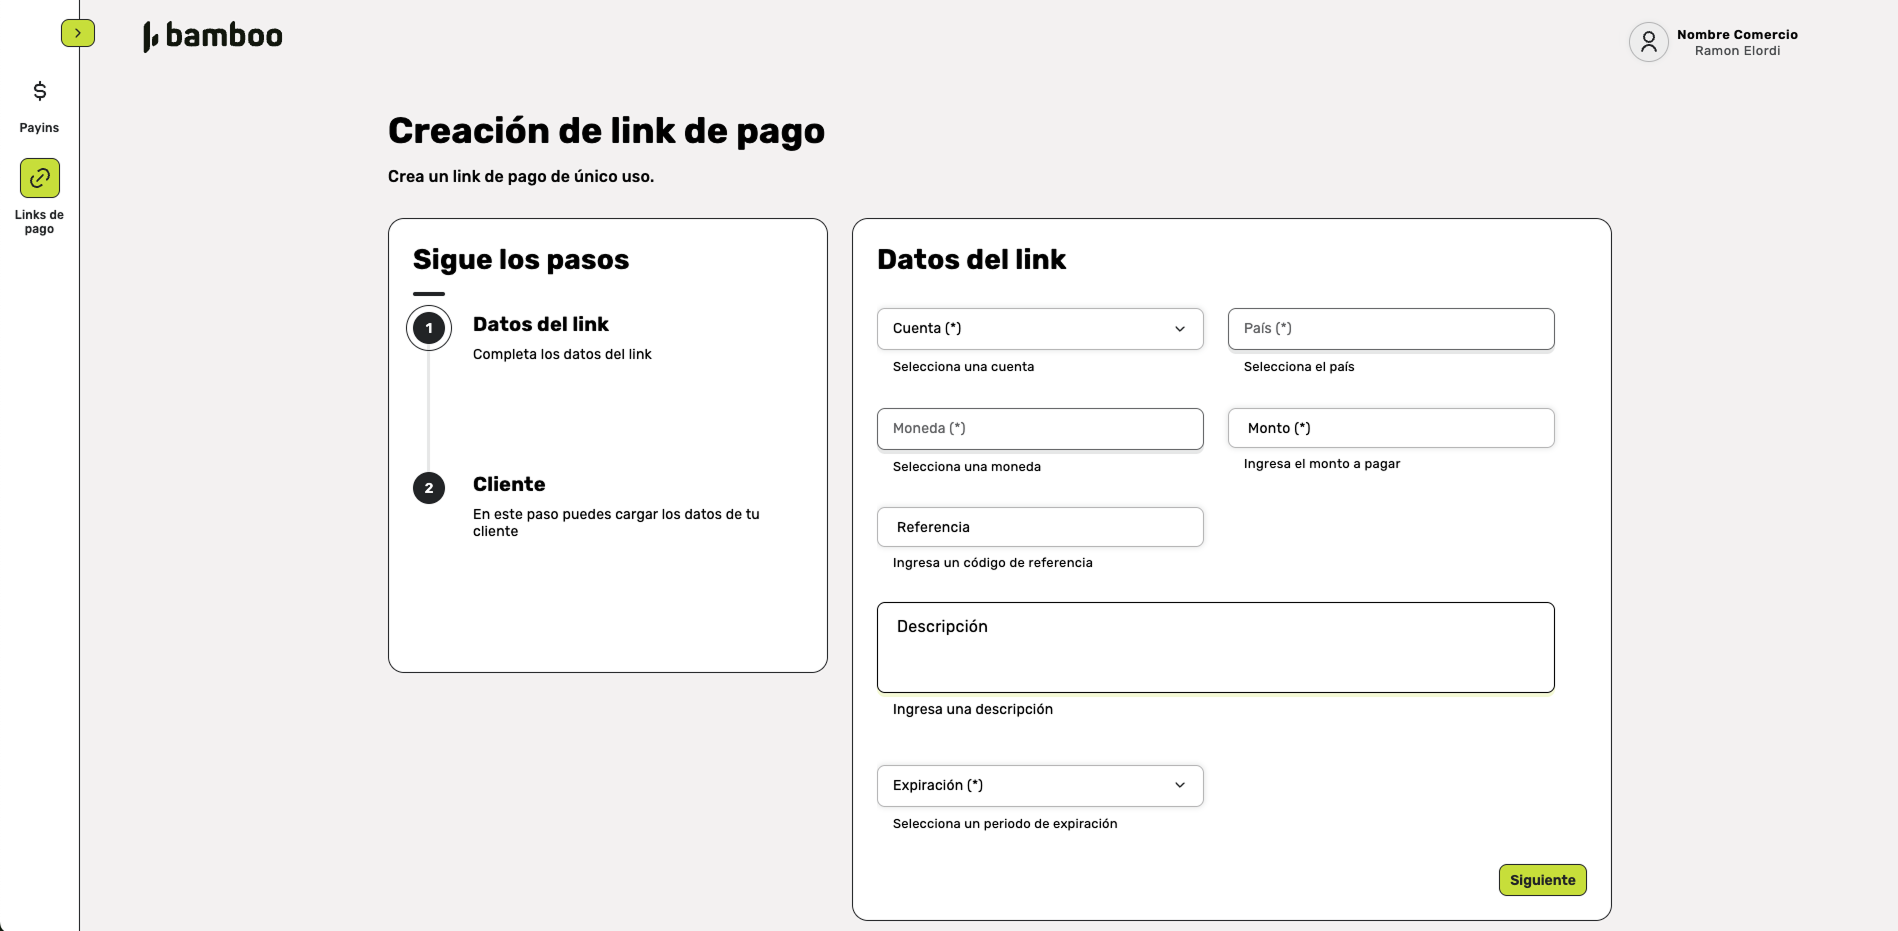 bamboo
Nombre Comercio
Ramon Elordi
$
Payins
Links de
pago
Creación de link de pago
Crea un link de pago de único uso.
Sigue los pasos
1
Datos del link
Completa los datos del link
2
Cliente
En este paso puedes cargar los datos de tu
cliente
Datos del link
Cuenta (*)
Selecciona una cuenta
País (*)
Selecciona el país
Moneda (*)
Selecciona una moneda
Monto (*)
Ingresa el monto a pagar
Referencia
Ingresa un código de referencia
Descripción
Ingresa una descripción
Expiración (*)
Selecciona un periodo de expiración
Siguiente